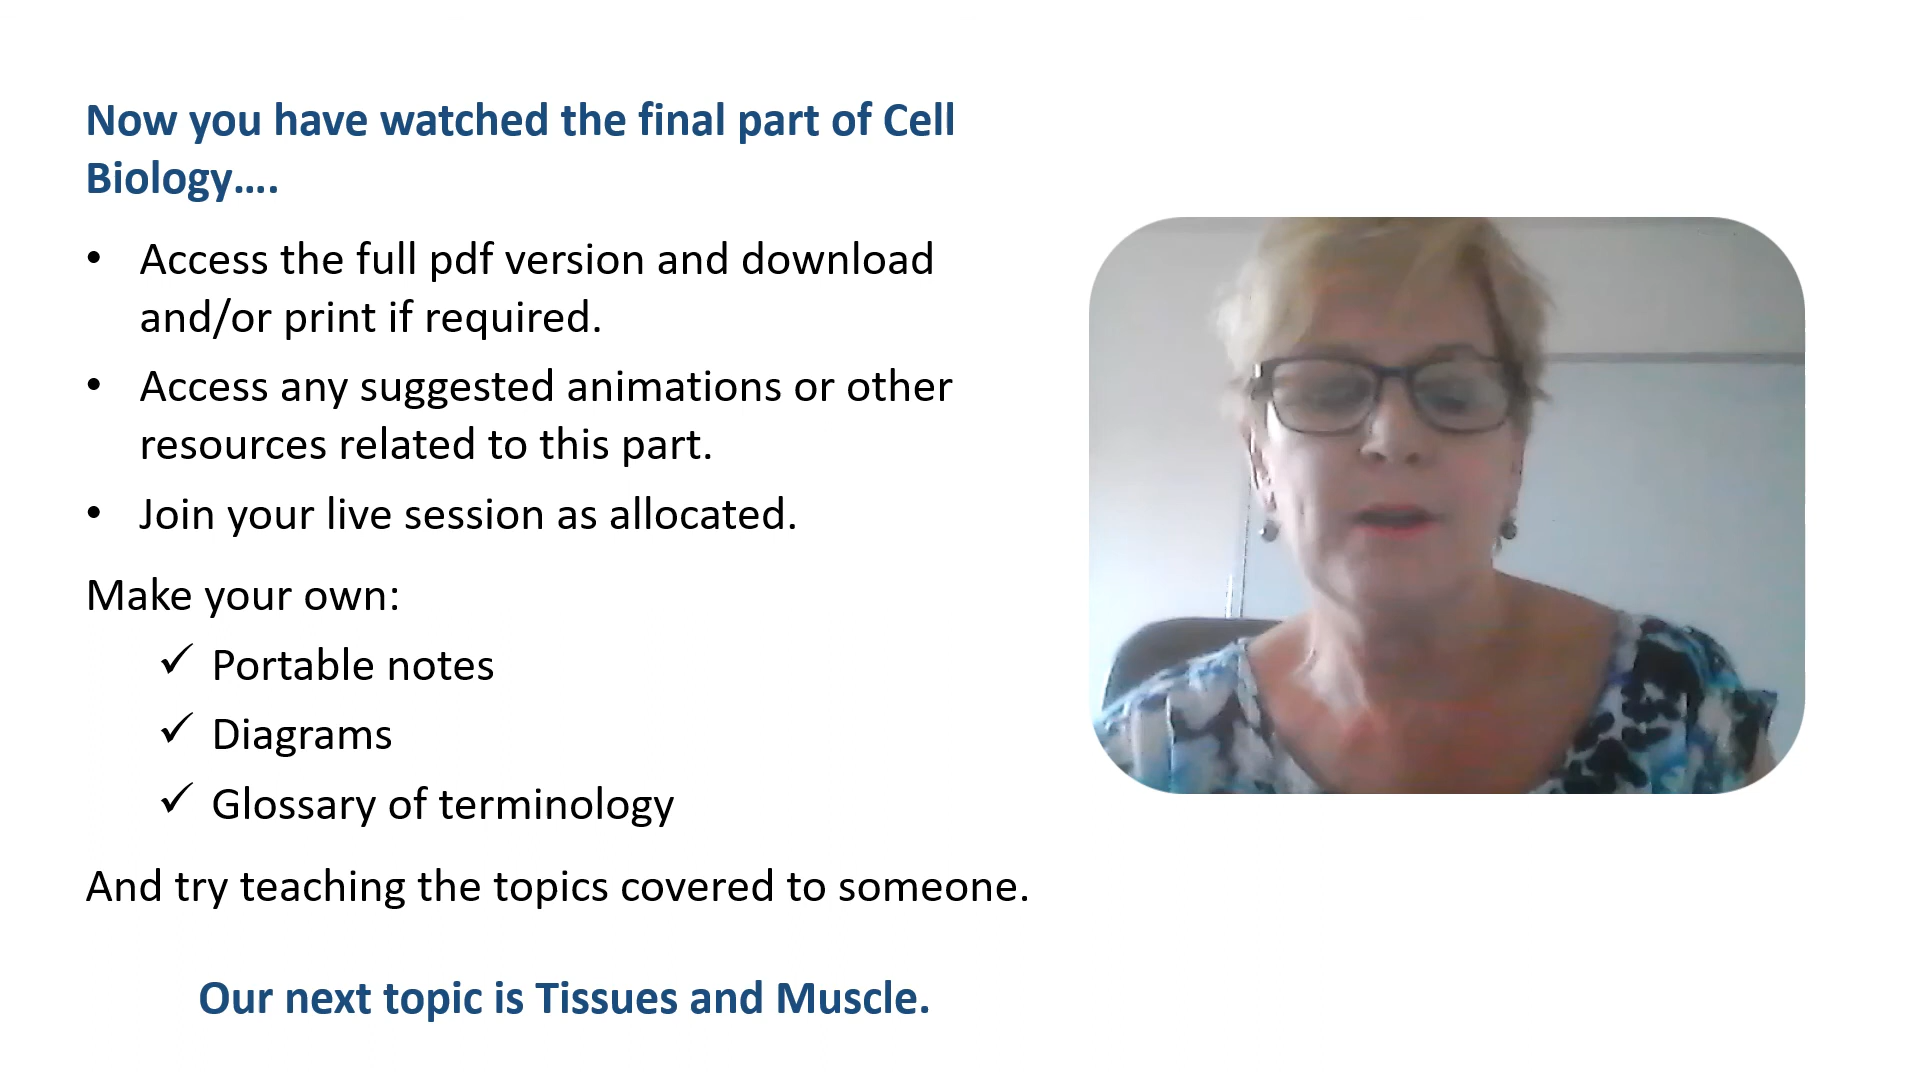 Now you have watched the final part of Cell
Biology….
• Access the full pdf version and download
and/or print if required.
• Access any suggested animations or other
resources related to this part.
• Join your live session as allocated.
Make your own:
✓ Portable notes
✓ Diagrams
✓ Glossary of terminology
And try teaching the topics covered to someone.
Our next topic is Tissues and Muscle.